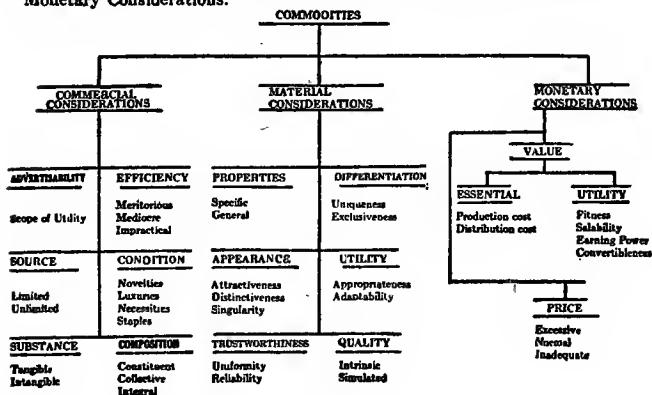 Monetary Considerations.
COMMODITIES
COMMERCIAL
CONSIDERATIONS
MATERIAL
CONSIDERATIONS
MONETARY
CONSIDERATIONS
VALUE
ADVERTISABILITY
Scope of Utility
EFFICIENCY
Meritorious
Mediocre
Impractical
PROPERTIES
Specific
General
DIFFERENTIATION
Uniqueness
Exclusiveness
ESSENTIAL
Production cost
Distribution cost
UTILITY
Fitness
Salability
Earning Power
Convertibleness
SOURCE
Limited
Unlimited
CONDITION
Novelties
Luxuries
Necessities
Staples
APPEARANCE
Attractiveness
Distinctiveness
Singularity
UTILITY
Appropriateness
Adaptability
PRICE
Excessive
Normal
Inadequate
SUBSTANCE
Tangible
Intangible
COMPOSITION
Constituent
Collective
Integral
TRUSTWORTHINESS
Uniformity
Reliability
QUALITY
Intrinsic
Simulated